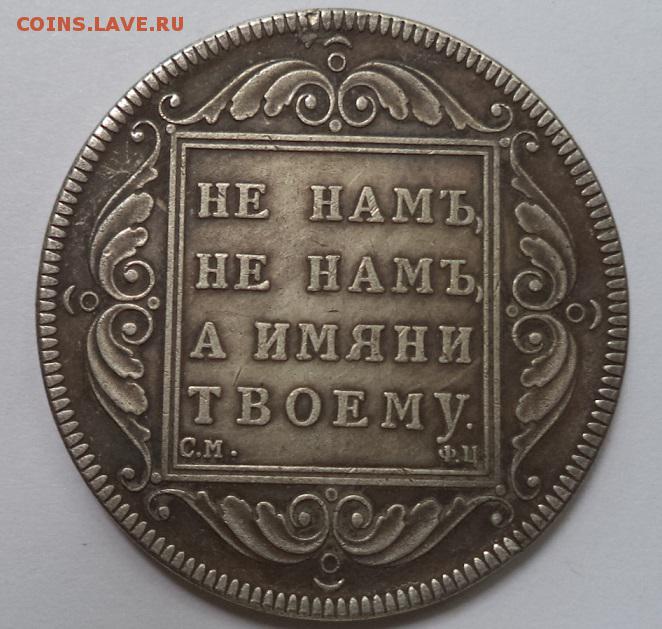 COINS.LAVE.RU
НЕ НАМЪ,
НЕ НАМЪ,
А ИМЯНИ
ТВОЕМУ.
С.М.
Ф.Ц